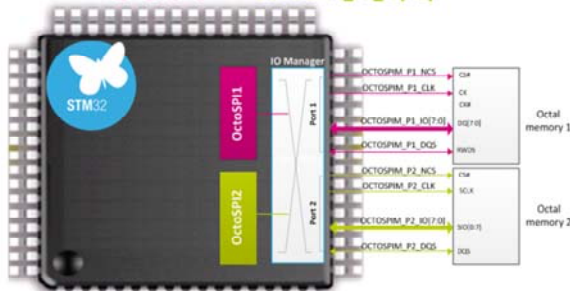 STM32
OctoSPI1
OctoSPI2
IO Manager
Port 1
Port 2
OCTOSPIM_P1_NCS
OCTOSPIM_P1_CLK
OCTOSPIM_P1_IO[7:0]
OCTOSPIM_P1_DQS
OCTOSPIM_P2_NCS
OCTOSPIM_P2_CLK
OCTOSPIM_P2_IO[7:0]
OCTOSPIM_P2_DQS
CS#
CK
CK#
DQ[7:0]
RWDS
Octal
memory 1
CS#
SCLK
SIO[0:7]
DQS
Octal
memory 2